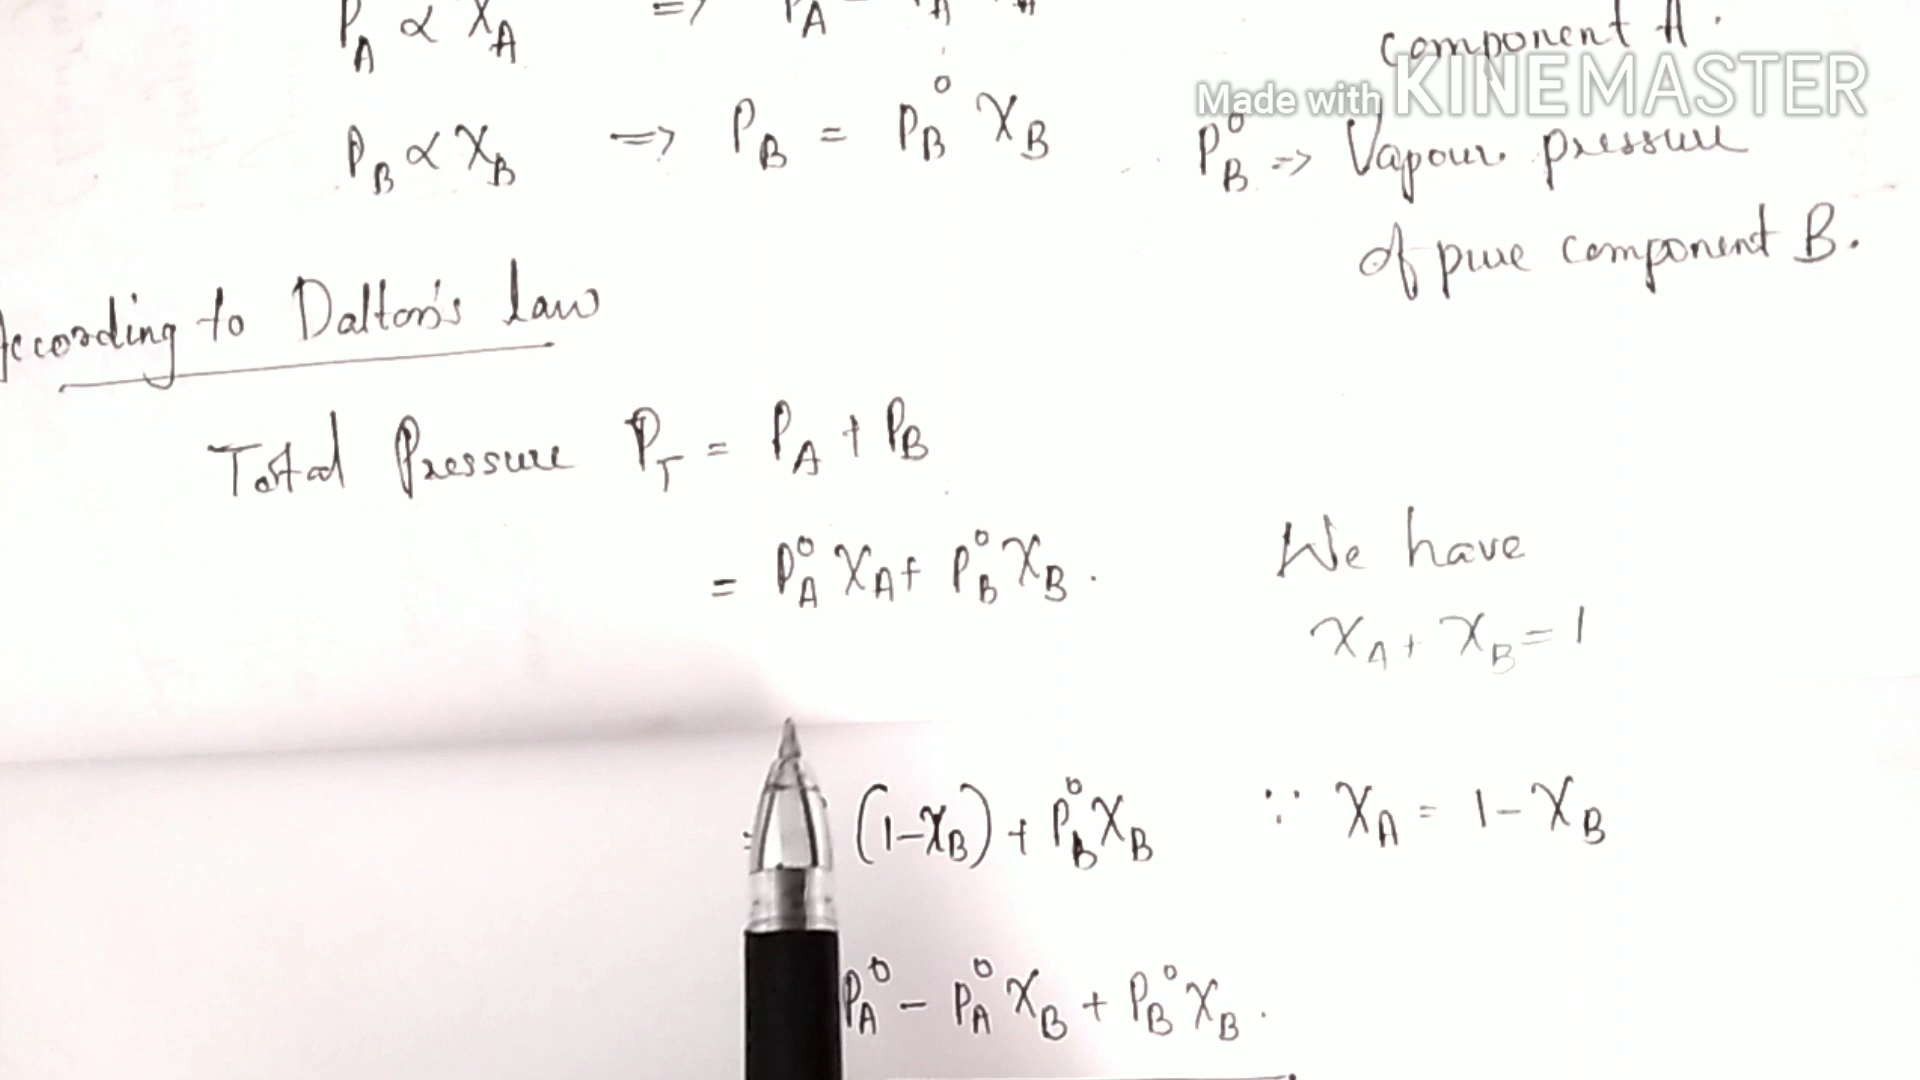 P_A ∝ X_A => P_A
component A.
Made with KINEMASTER
P_B ∝ X_B => P_B = P_B° X_B
P_B° => Vapour pressure
of pure component B.
According to Dalton's law
Total Pressure P_T = P_A + P_B
= P_A° X_A + P_B° X_B.
We have
X_A + X_B = 1
(1-X_B) + P_B° X_B ∵ X_A = 1 - X_B
P_A° - P_A° X_B + P_B° X_B.